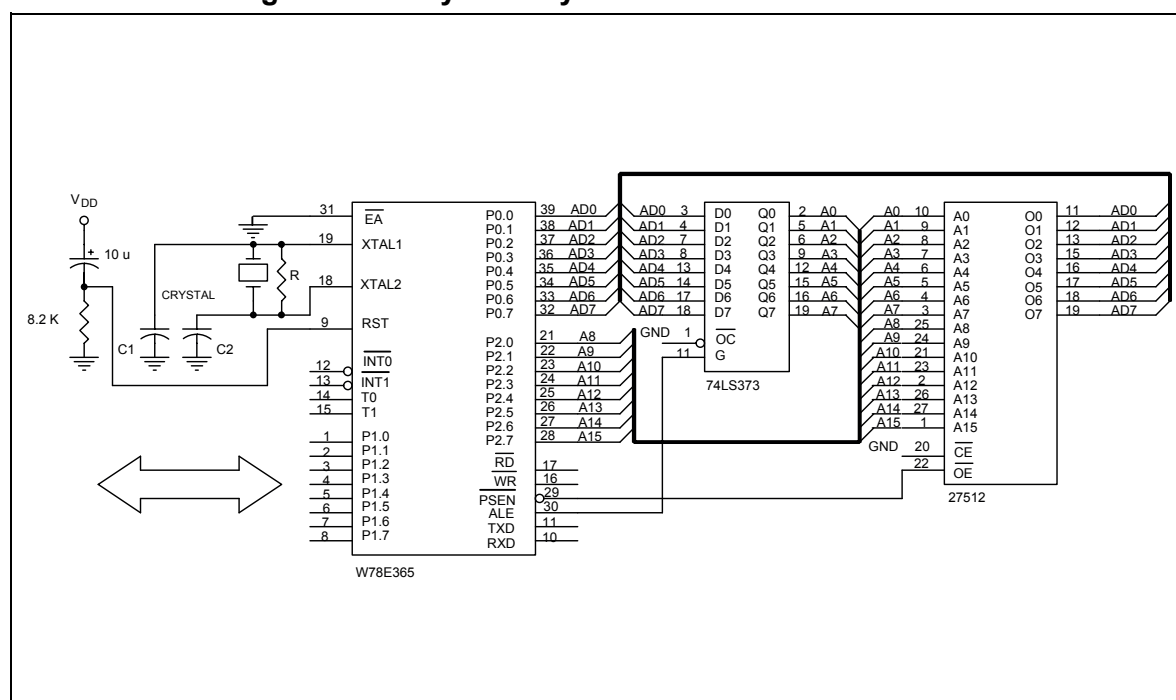 V DD
10 u
8.2 K
CRYSTAL
C1
C2
R
31 EA
19 XTAL1
18 XTAL2
9 RST
12 INT0
13 INT1
14 T0
15 T1
1 P1.0
2 P1.1
3 P1.2
4 P1.3
5 P1.4
6 P1.5
7 P1.6
8 P1.7
P0.0 39 AD0
P0.1 38 AD1
P0.2 37 AD2
P0.3 36 AD3
P0.4 35 AD4
P0.5 34 AD5
P0.6 33 AD6
P0.7 32 AD7
P2.0 21 A8
P2.1 22 A9
P2.2 23 A10
P2.3 24 A11
P2.4 25 A12
P2.5 26 A13
P2.6 27 A14
P2.7 28 A15
RD 17
WR 16
PSEN 29
ALE 30
TXD 11
RXD 10
W78E365
AD0 3 D0 Q0 2 A0
AD1 4 D1 Q1 5 A1
AD2 7 D2 Q2 6 A2
AD3 8 D3 Q3 9 A3
AD4 13 D4 Q4 12 A4
AD5 14 D5 Q5 15 A5
AD6 17 D6 Q6 16 A6
AD7 18 D7 Q7 19 A7
GND 1 OC
11 G
74LS373
A0 10 A0 O0 11 AD0
A1 9 A1 O1 12 AD1
A2 8 A2 O2 13 AD2
A3 7 A3 O3 15 AD3
A4 6 A4 O4 16 AD4
A5 5 A5 O5 17 AD5
A6 4 A6 O6 18 AD6
A7 3 A7 O7 19 AD7
A8 25 A8
A9 24 A9
A10 21 A10
A11 23 A11
A12 2 A12
A13 26 A13
A14 27 A14
A15 1 A15
GND 20 CE
22 OE
27512